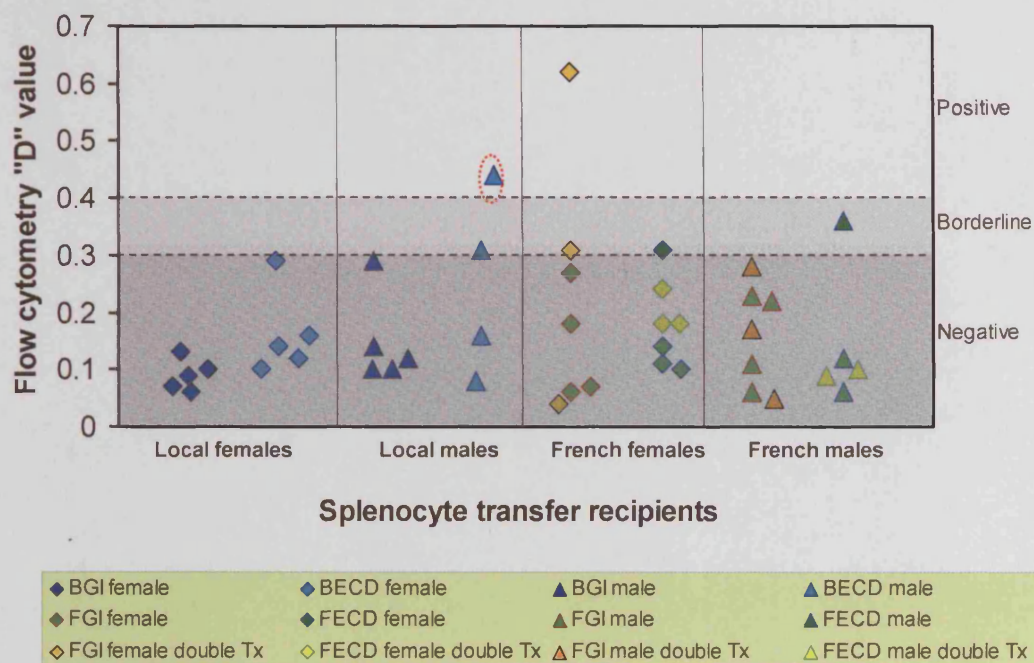 Flow cytometry "D" value
0.7
0.6
0.5
0.4
0.3
0.2
0.1
0
Positive
Borderline
Negative
Local females Local males French females French males
Splenocyte transfer recipients
BGI female BECD female BGI male BECD male
FGI female FECD female FGI male FECD male
FGI female double Tx FECD female double Tx FGI male double Tx FECD male double Tx